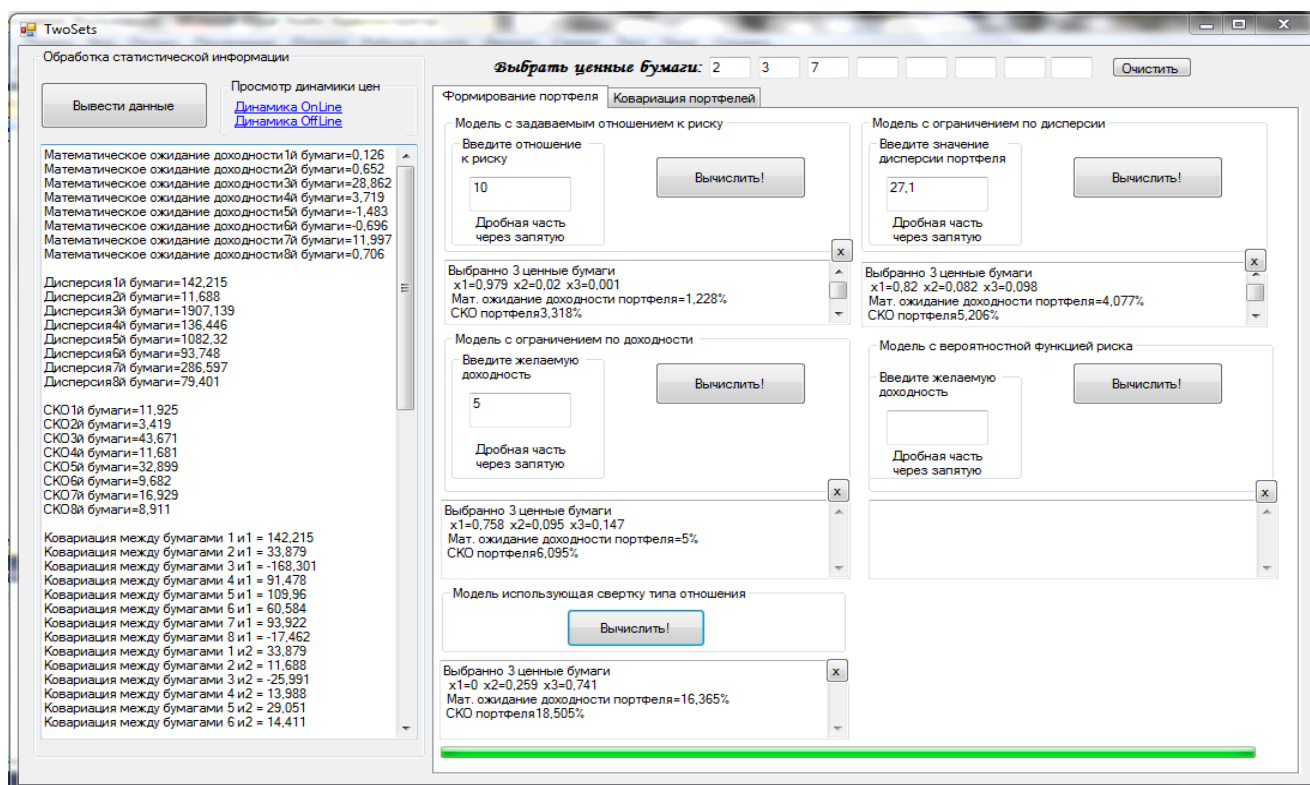 TwoSets
Обработка статистической информации
Вывести данные
Просмотр динамики цен
Динамика OnLine
Динамика OffLine
Математическое ожидание доходности1й бумаги=0,126
Математическое ожидание доходности2й бумаги=0,652
Математическое ожидание доходности3й бумаги=28,862
Математическое ожидание доходности4й бумаги=3,719
Математическое ожидание доходности5й бумаги=-1,483
Математическое ожидание доходности6й бумаги=-0,696
Математическое ожидание доходности7й бумаги=11,997
Математическое ожидание доходности8й бумаги=0,706
Дисперсия1й бумаги=142,215
Дисперсия2й бумаги=11,688
Дисперсия3й бумаги=1907,139
Дисперсия4й бумаги=136,446
Дисперсия5й бумаги=1082,32
Дисперсия6й бумаги=93,748
Дисперсия7й бумаги=286,597
Дисперсия8й бумаги=79,401
СКО1й бумаги=11,925
СКО2й бумаги=3,419
СКО3й бумаги=43,671
СКО4й бумаги=11,681
СКО5й бумаги=32,899
СКО6й бумаги=9,682
СКО7й бумаги=16,929
СКО8й бумаги=8,911
Ковариация между бумагами 1 и1 = 142,215
Ковариация между бумагами 2 и1 = 33,879
Ковариация между бумагами 3 и1 = -168,301
Ковариация между бумагами 4 и1 = 91,478
Ковариация между бумагами 5 и1 = 109,96
Ковариация между бумагами 6 и1 = 60,584
Ковариация между бумагами 7 и1 = 93,922
Ковариация между бумагами 8 и1 = -17,462
Ковариация между бумагами 1 и2 = 33,879
Ковариация между бумагами 2 и2 = 11,688
Ковариация между бумагами 3 и2 = -25,991
Ковариация между бумагами 4 и2 = 13,988
Ковариация между бумагами 5 и2 = 29,051
Ковариация между бумагами 6 и2 = 14,411
Выбрать ценные бумаги: 2 3 7
Очистить
Формирование портфеля Ковариация портфелей
Модель с задаваемым отношением к риску
Введите отношение
к риску
10
Дробная часть
через запятую
Вычислить!
x
Выбранно 3 ценные бумаги
x1=0,979 x2=0,02 x3=0,001
Мат. ожидание доходности портфеля=1,228%
СКО портфеля3,318%
Модель с ограничением по дисперсии
Введите значение
дисперсии портфеля
27,1
Дробная часть
через запятую
Вычислить!
x
Выбранно 3 ценные бумаги
x1=0,82 x2=0,082 x3=0,098
Мат. ожидание доходности портфеля=4,077%
СКО портфеля5,206%
Модель с ограничением по доходности
Введите желаемую
доходность
5
Дробная часть
через запятую
Вычислить!
x
Выбранно 3 ценные бумаги
x1=0,758 x2=0,095 x3=0,147
Мат. ожидание доходности портфеля=5%
СКО портфеля6,095%
Модель с вероятностной функцией риска
Введите желаемую
доходность
Дробная часть
через запятую
Вычислить!
x
Модель использующая свертку типа отношения
Вычислить!
x
Выбранно 3 ценные бумаги
x1=0 x2=0,259 x3=0,741
Мат. ожидание доходности портфеля=16,365%
СКО портфеля18,505%